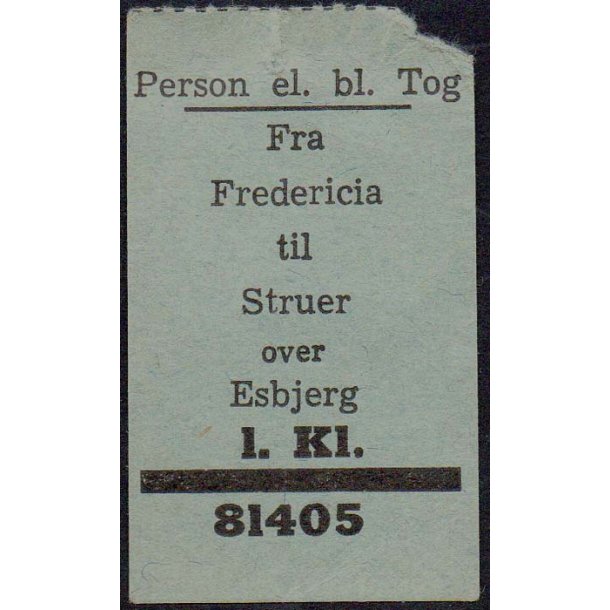 Person el. bl. Tog
Fra
Fredericia
til
Struer
over
Esbjerg
1. Kl.
81405